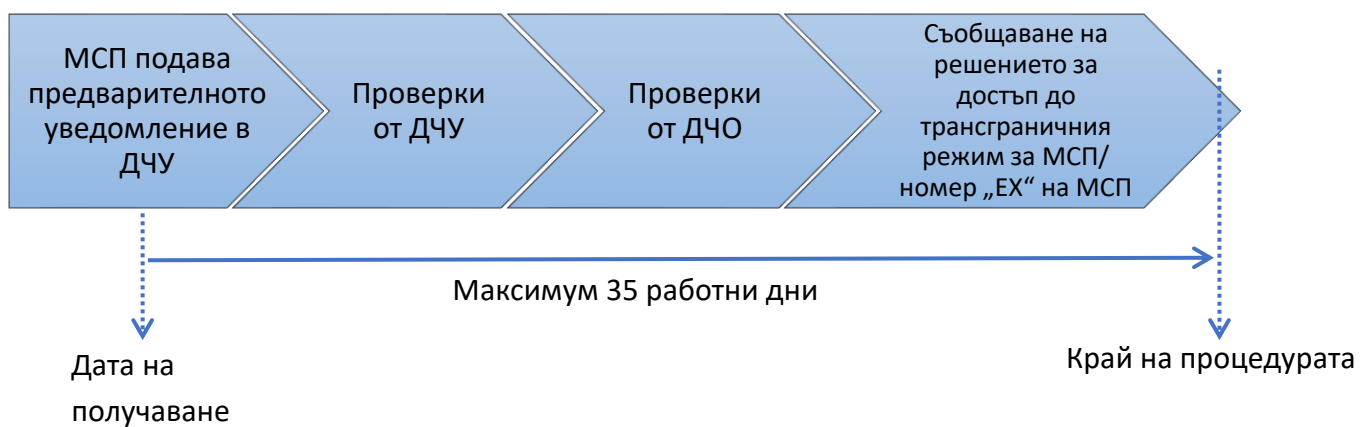 МСП подава
предварителното
уведомление в
ДЧУ
Проверки
от ДЧУ
Проверки
от ДЧО
Съобщаване на
решението за
достъп до
трансграничния
режим за МСП/
номер „EX“ на МСП
Максимум 35 работни дни
Дата на
получаване
Край на процедурата